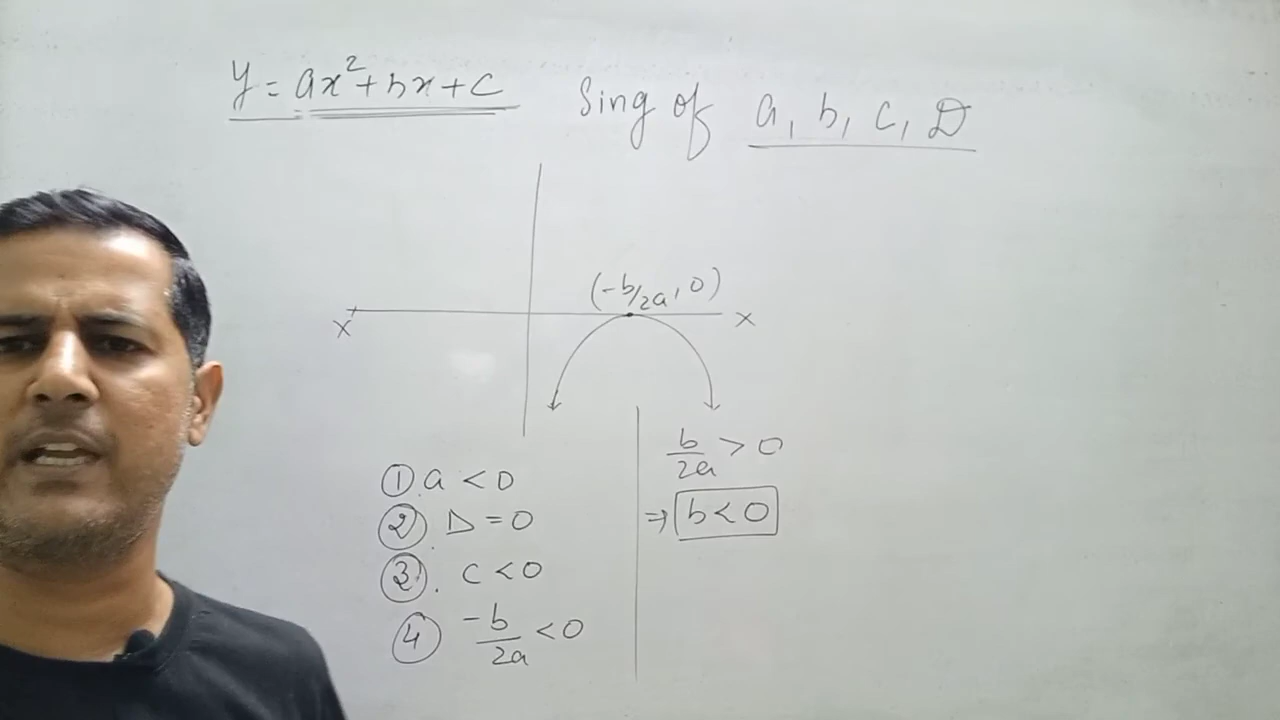 y = ax² + bx + c
Sing of a, b, c, D
(-b/2a, 0)
X
X
① a < 0
② D = 0
③. c < 0
④ -b/2a < 0
b/2a > 0
⇒ b < 0